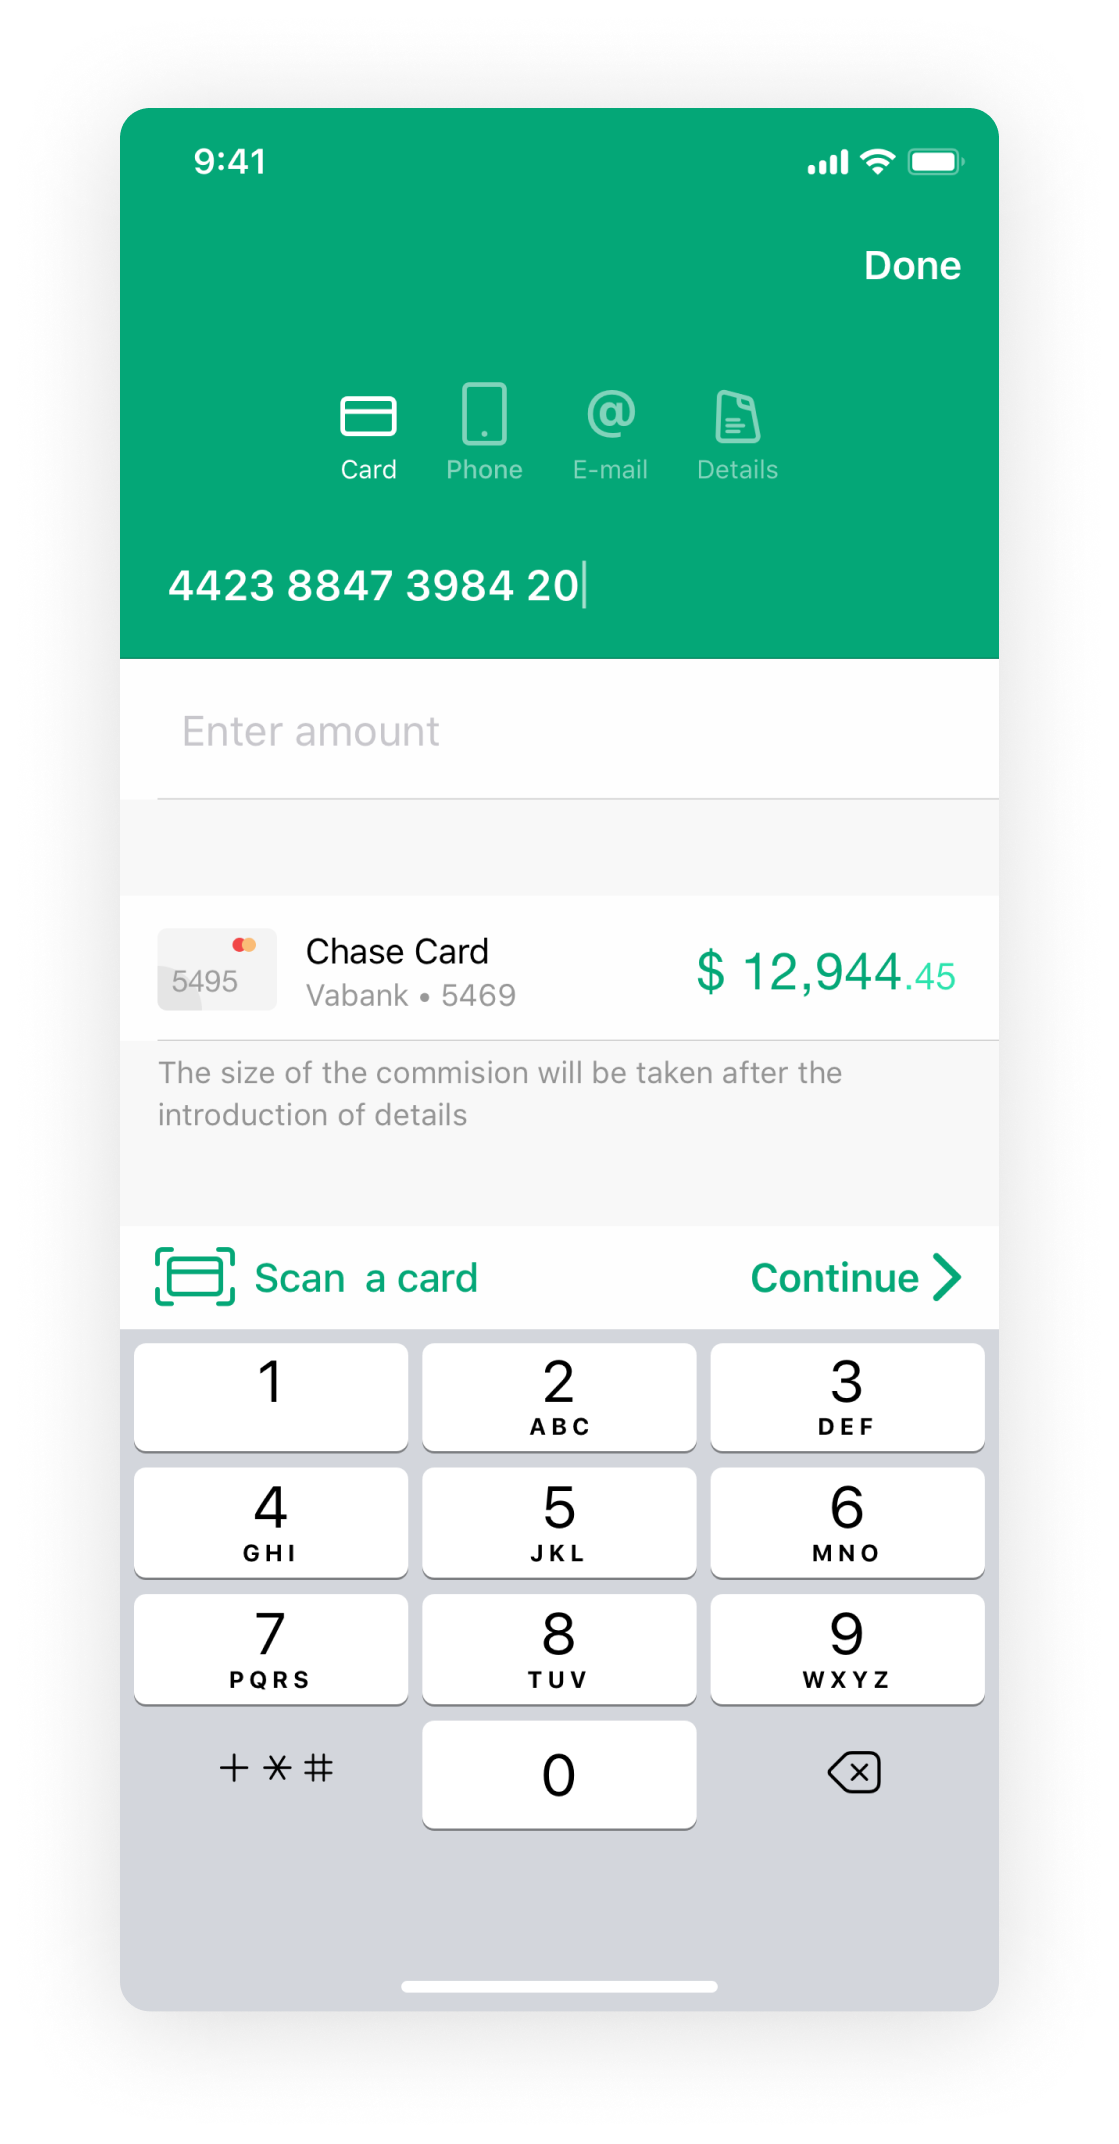 9:41
Done
Card Phone @ E-mail Details
4423 8847 3984 20
Enter amount
5495
Chase Card
Vabank • 5469
$ 12,944.45
The size of the commision will be taken after the
introduction of details
Scan a card
Continue
1 2 3
ABC DEF
4 5 6
GHI JKL MNO
7 8 9
PQRS TUV WXYZ
+ * # 0